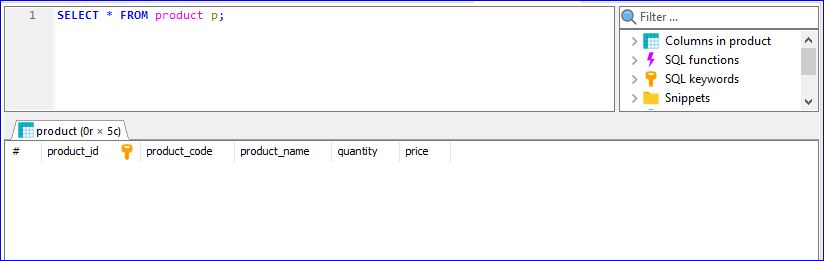 1 SELECT * FROM product p;
Filter ...
Columns in product
SQL functions
SQL keywords
Snippets
product (0r × 5c)
# product_id product_code product_name quantity price